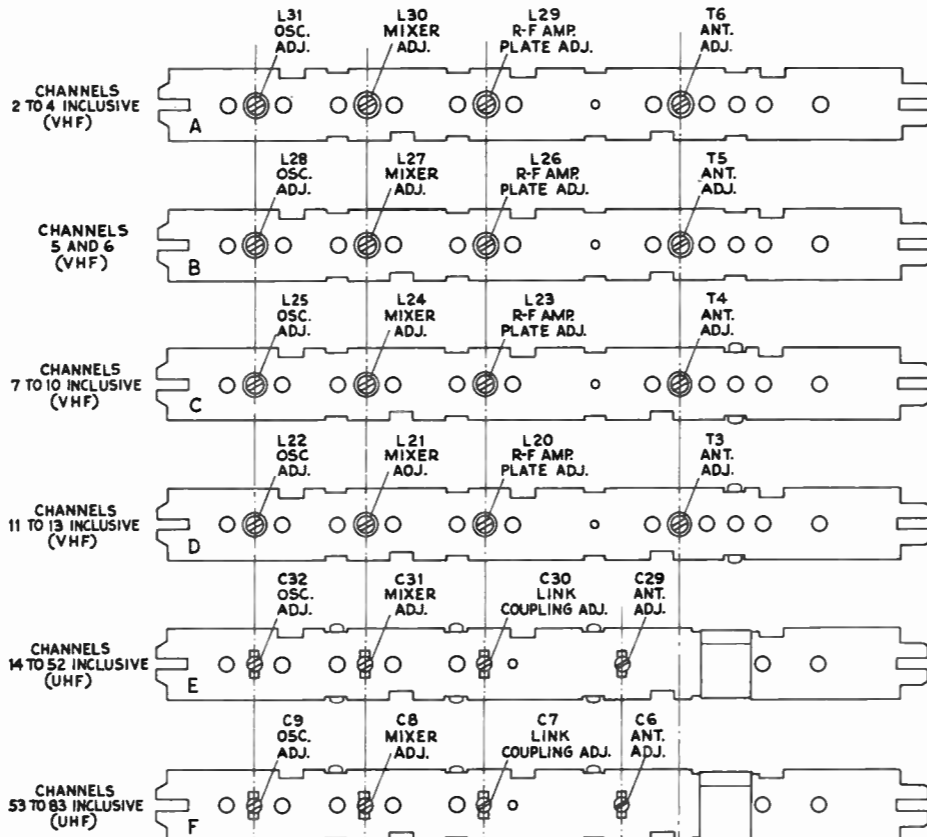 L31
OSC.
ADJ.
L30
MIXER
ADJ.
L29
R-F AMP.
PLATE ADJ.
T6
ANT.
ADJ.
CHANNELS
2 TO 4 INCLUSIVE
(VHF)
A
L28
OSC.
ADJ.
L27
MIXER
ADJ.
L26
R-F AMP.
PLATE ADJ.
T5
ANT.
ADJ.
CHANNELS
5 AND 6
(VHF)
B
L25
OSC.
ADJ.
L24
MIXER
ADJ.
L23
R-F AMP.
PLATE ADJ.
T4
ANT.
ADJ.
CHANNELS
7 TO 10 INCLUSIVE
(VHF)
C
L22
OSC
ADJ.
L21
MIXER
AOJ.
L20
R-F AMP.
PLATE ADJ.
T3
ANT.
ADJ.
CHANNELS
11 TO 13 INCLUSIVE
(VHF)
D
C32
OSC.
ADJ.
C31
MIXER
ADJ.
C30
LINK
COUPLING ADJ.
C29
ANT.
ADJ.
CHANNELS
14 TO 52 INCLUSIVE
(UHF)
E
C9
OSC.
ADJ.
C8
MIXER
ADJ.
C7
LINK
COUPLING ADJ.
C6
ANT.
ADJ.
CHANNELS
53 TO 83 INCLUSIVE
(UHF)
F